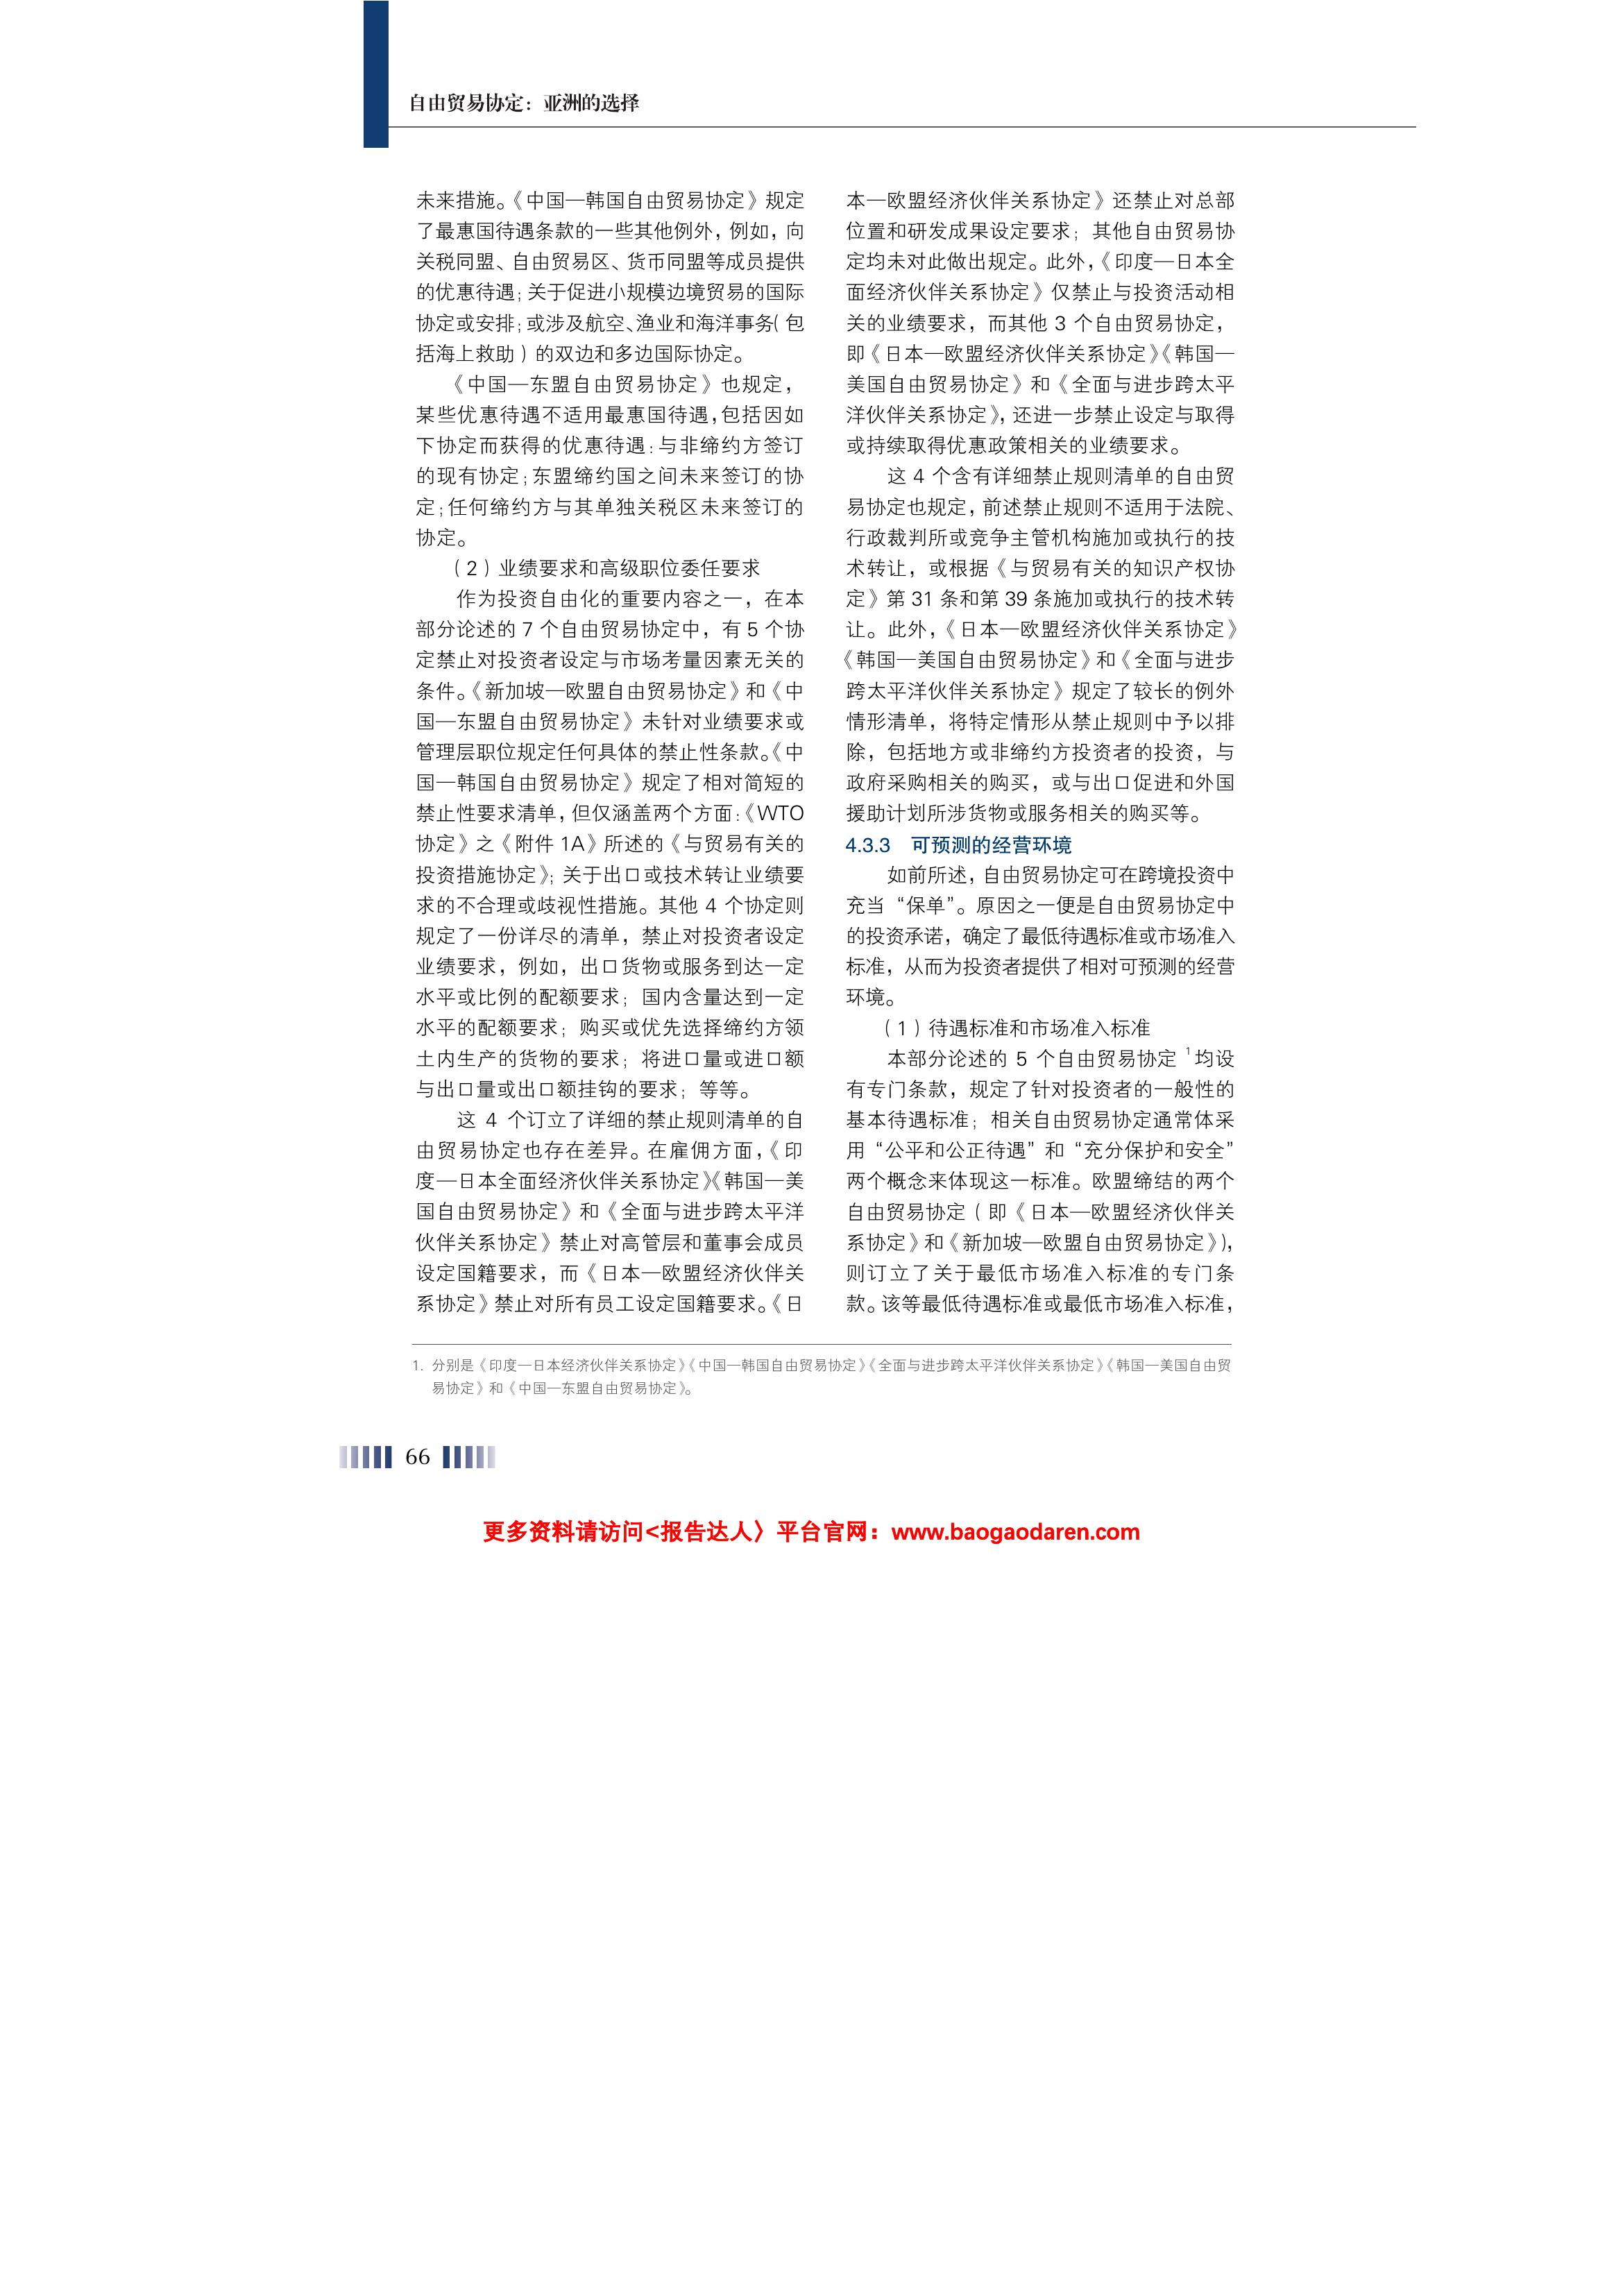 自由贸易协定：亚洲的选择
未来措施。《中国—韩国自由贸易协定》规定
了最惠国待遇条款的一些其他例外，例如，向
关税同盟、自由贸易区、货币同盟等成员提供
的优惠待遇；关于促进小规模边境贸易的国际
协定或安排；或涉及航空、渔业和海洋事务（包
括海上救助）的双边和多边国际协定。
《中国—东盟自由贸易协定》也规定，
某些优惠待遇不适用最惠国待遇，包括因如
下协定而获得的优惠待遇：与非缔约方签订
的现有协定；东盟缔约国之间未来签订的协
定；任何缔约方与其单独关税区未来签订的
协定。
（2）业绩要求和高级职位委任要求
作为投资自由化的重要内容之一，在本
部分论述的 7 个自由贸易协定中，有 5 个协
定禁止对投资者设定与市场考量因素无关的
条件。《新加坡—欧盟自由贸易协定》和《中
国—东盟自由贸易协定》未针对业绩要求或
管理层职位规定任何具体的禁止性条款。《中
国—韩国自由贸易协定》规定了相对简短的
禁止性要求清单，但仅涵盖两个方面：《WTO
协定》之《附件 1A》所述的《与贸易有关的
投资措施协定》；关于出口或技术转让业绩要
求的不合理或歧视性措施。其他 4 个协定则
规定了一份详尽的清单，禁止对投资者设定
业绩要求，例如，出口货物或服务到达一定
水平或比例的配额要求；国内含量达到一定
水平的配额要求；购买或优先选择缔约方领
土内生产的货物的要求；将进口量或进口额
与出口量或出口额挂钩的要求；等等。
这 4 个订立了详细的禁止规则清单的自
由贸易协定也存在差异。在雇佣方面，《印
度—日本全面经济伙伴关系协定》《韩国—美
国自由贸易协定》和《全面与进步跨太平洋
伙伴关系协定》禁止对高管层和董事会成员
设定国籍要求，而《日本—欧盟经济伙伴关
系协定》禁止对所有员工设定国籍要求。《日
本—欧盟经济伙伴关系协定》还禁止对总部
位置和研发成果设定要求；其他自由贸易协
定均未对此做出规定。此外，《印度—日本全
面经济伙伴关系协定》仅禁止与投资活动相
关的业绩要求，而其他 3 个自由贸易协定，
即《日本—欧盟经济伙伴关系协定》《韩国—
美国自由贸易协定》和《全面与进步跨太平
洋伙伴关系协定》，还进一步禁止设定与取得
或持续取得优惠政策相关的业绩要求。
这 4 个含有详细禁止规则清单的自由贸
易协定也规定，前述禁止规则不适用于法院、
行政裁判所或竞争主管机构施加或执行的技
术转让，或根据《与贸易有关的知识产权协
定》第 31 条和第 39 条施加或执行的技术转
让。此外，《日本—欧盟经济伙伴关系协定》
《韩国—美国自由贸易协定》和《全面与进步
跨太平洋伙伴关系协定》规定了较长的例外
情形清单，将特定情形从禁止规则中予以排
除，包括地方或非缔约方投资者的投资，与
政府采购相关的购买，或与出口促进和外国
援助计划所涉货物或服务相关的购买等。
4.3.3 可预测的经营环境
如前所述，自由贸易协定可在跨境投资中
充当“保单”。原因之一便是自由贸易协定中
的投资承诺，确定了最低待遇标准或市场准入
标准，从而为投资者提供了相对可预测的经营
环境。
（1）待遇标准和市场准入标准
本部分论述的 5 个自由贸易协定 1 均设
有专门条款，规定了针对投资者的一般性的
基本待遇标准；相关自由贸易协定通常体采
用“公平和公正待遇”和“充分保护和安全”
两个概念来体现这一标准。欧盟缔结的两个
自由贸易协定（即《日本—欧盟经济伙伴关
系协定》和《新加坡—欧盟自由贸易协定》），
则订立了关于最低市场准入标准的专门条
款。该等最低待遇标准或最低市场准入标准，
1. 分别是《印度—日本经济伙伴关系协定》《中国—韩国自由贸易协定》《全面与进步跨太平洋伙伴关系协定》《韩国—美国自由贸
易协定》和《中国—东盟自由贸易协定》。
66
更多资料请访问<报告达人〉平台官网：www.baogaodaren.com